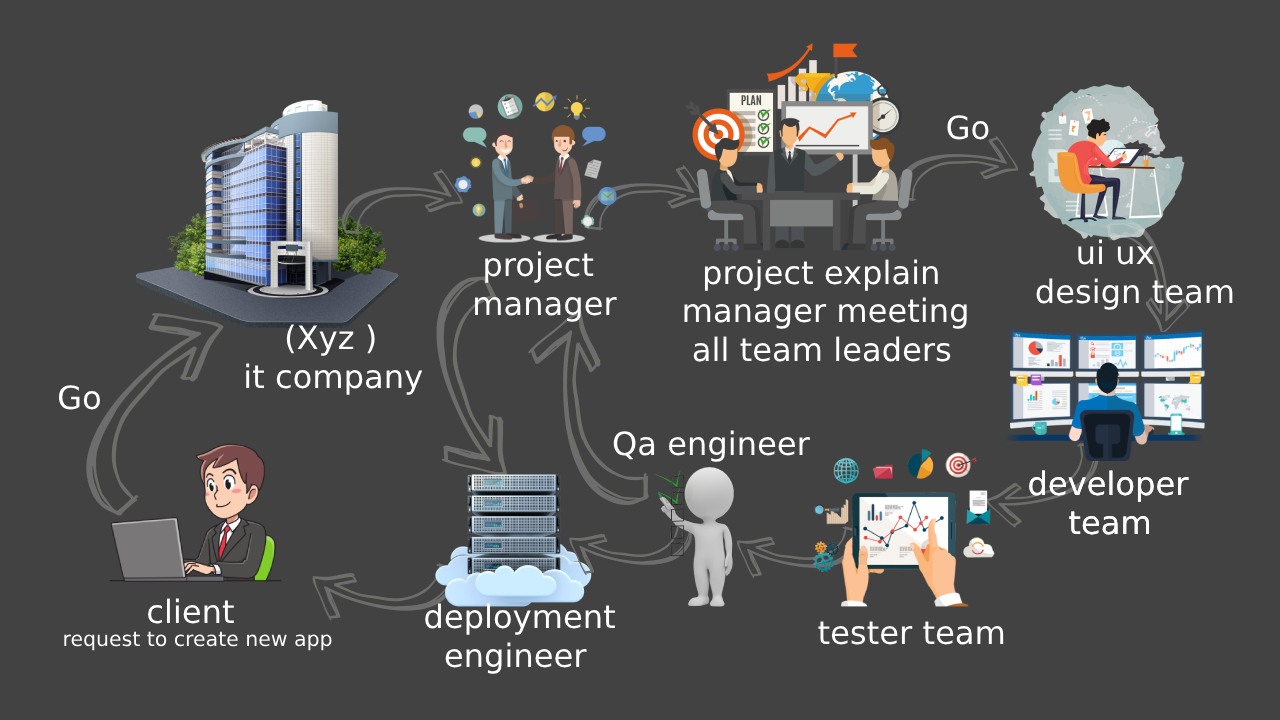 Go
PLAN
project
manager
project explain
manager meeting
all team leaders
ui ux
design team
(Xyz )
it company
Go
Qa engineer
developer
team
client
request to create new app
deployment
engineer
tester team